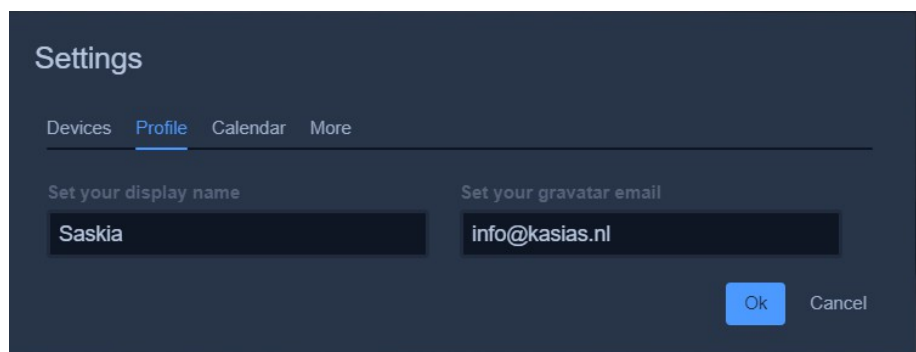 Settings
Devices Profile Calendar More
Set your display name Set your gravatar email
Saskia info@kasias.nl
Ok Cancel